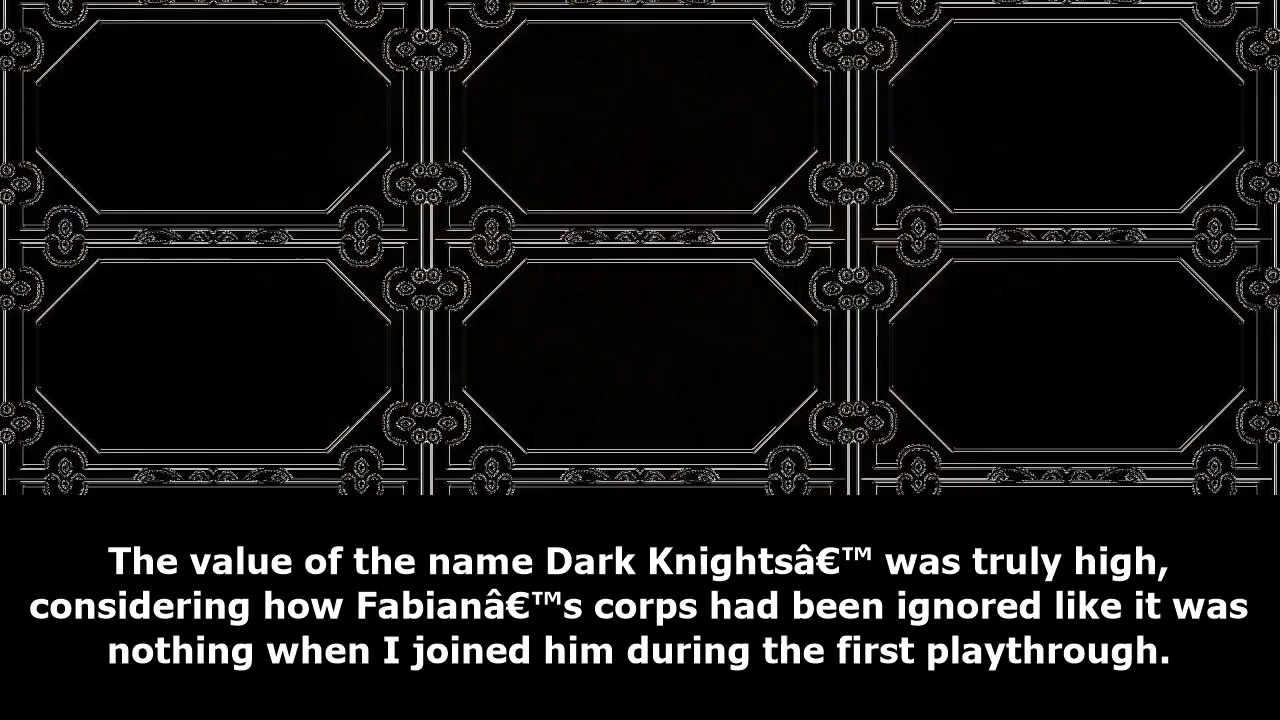 The value of the name Dark Knightsâ€™ was truly high,
considering how Fabianâ€™s corps had been ignored like it was
nothing when I joined him during the first playthrough.